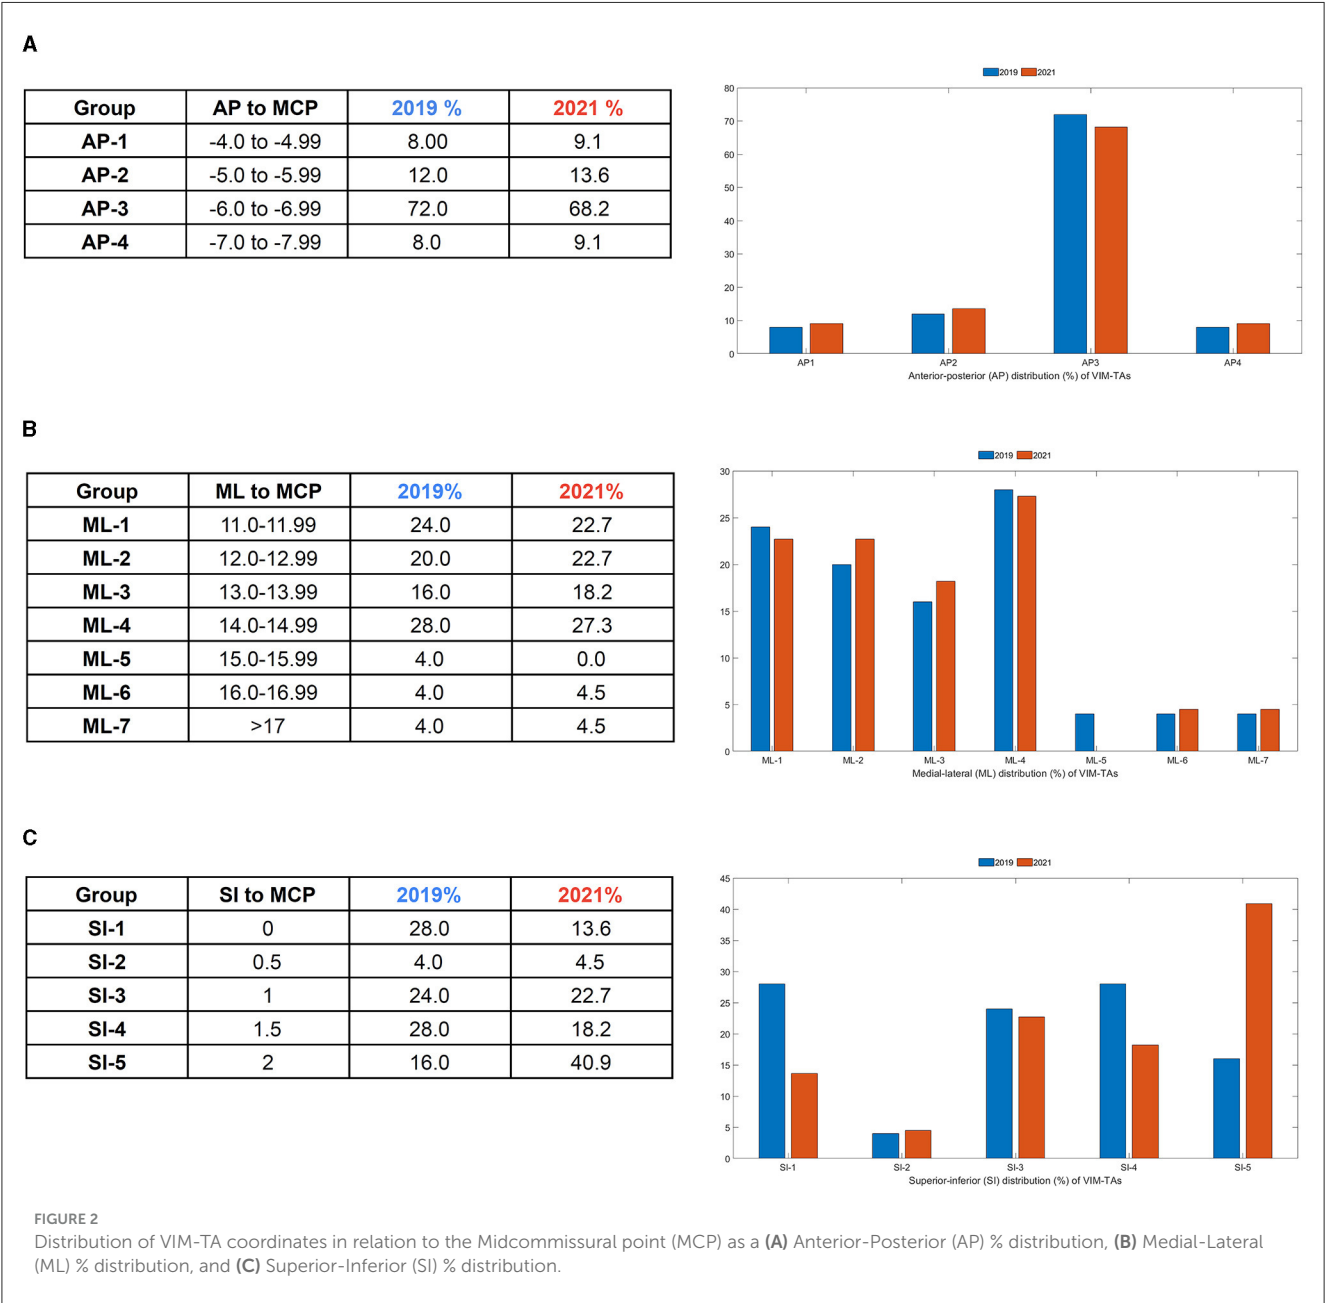 A
Group AP to MCP 2019 % 2021 %
AP-1 -4.0 to -4.99 8.00 9.1
AP-2 -5.0 to -5.99 12.0 13.6
AP-3 -6.0 to -6.99 72.0 68.2
AP-4 -7.0 to -7.99 8.0 9.1
2019 2021
80
70
60
50
40
30
20
10
0
AP1 AP2 AP3 AP4
Anterior-posterior (AP) distribution (%) of VIM-TAs
B
Group ML to MCP 2019% 2021%
ML-1 11.0-11.99 24.0 22.7
ML-2 12.0-12.99 20.0 22.7
ML-3 13.0-13.99 16.0 18.2
ML-4 14.0-14.99 28.0 27.3
ML-5 15.0-15.99 4.0 0.0
ML-6 16.0-16.99 4.0 4.5
ML-7 >17 4.0 4.5
2019 2021
30
25
20
15
10
5
0
ML-1 ML-2 ML-3 ML-4 ML-5 ML-6 ML-7
Medial-lateral (ML) distribution (%) of VIM-TAs
C
Group SI to MCP 2019% 2021%
SI-1 0 28.0 13.6
SI-2 0.5 4.0 4.5
SI-3 1 24.0 22.7
SI-4 1.5 28.0 18.2
SI-5 2 16.0 40.9
2019 2021
45
40
35
30
25
20
15
10
5
0
SI-1 SI-2 SI-3 SI-4 SI-5
Superior-inferior (SI) distribution (%) of VIM-TAs
FIGURE 2
Distribution of VIM-TA coordinates in relation to the Midcommissural point (MCP) as a (A) Anterior-Posterior (AP) % distribution, (B) Medial-Lateral
(ML) % distribution, and (C) Superior-Inferior (SI) % distribution.